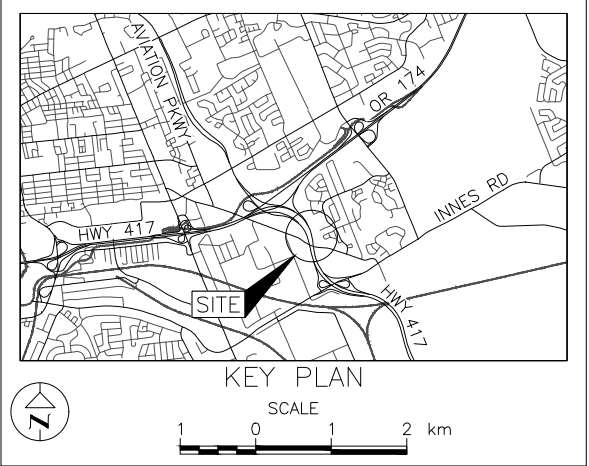 AVIATION PKWY
OR 174
INNES RD
HWY 417
SITE
HWY 417
KEY PLAN
SCALE
1 0 1 2 km
N